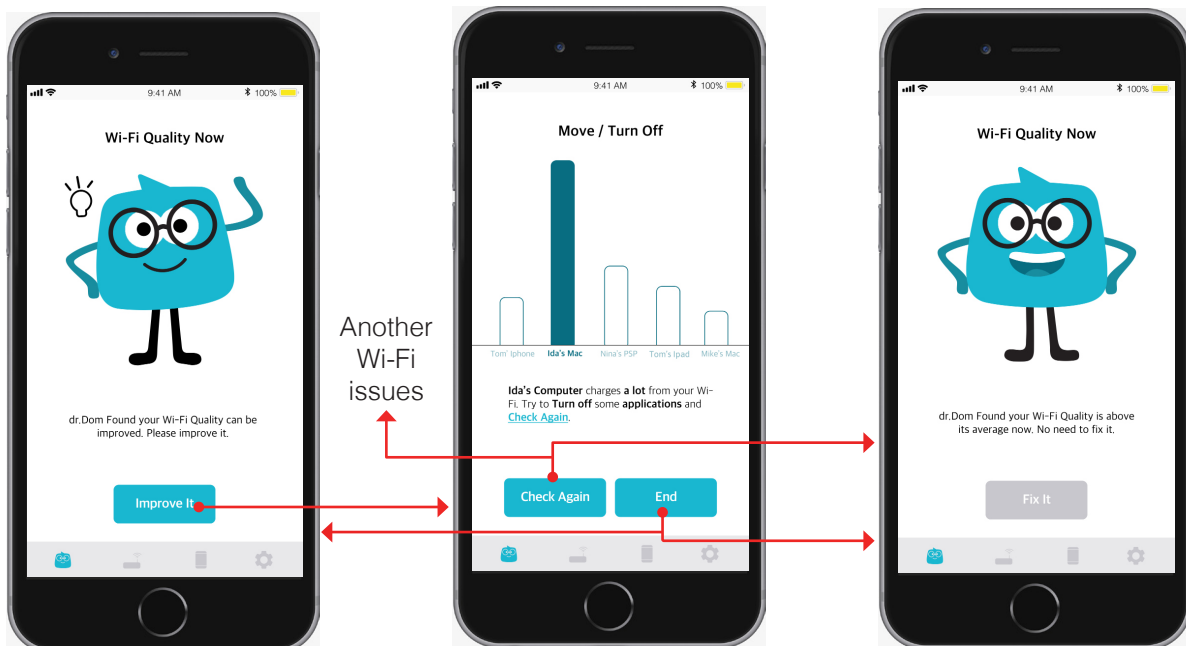 9:41 AM
100%
Wi-Fi Quality Now
dr.Dom Found your Wi-Fi Quality can be
improved. Please improve it.
Improve It
Another
Wi-Fi
issues
9:41 AM
100%
Move / Turn Off
Tom' Iphone
Ida's Mac
Nina's PSP
Tom's Ipad
Mike's Mac
Ida's Computer charges a lot from your Wi-
Fi. Try to Turn off some applications and
Check Again.
Check Again
End
9:41 AM
100%
Wi-Fi Quality Now
dr.Dom Found your Wi-Fi Quality is above
its average now. No need to fix it.
Fix It